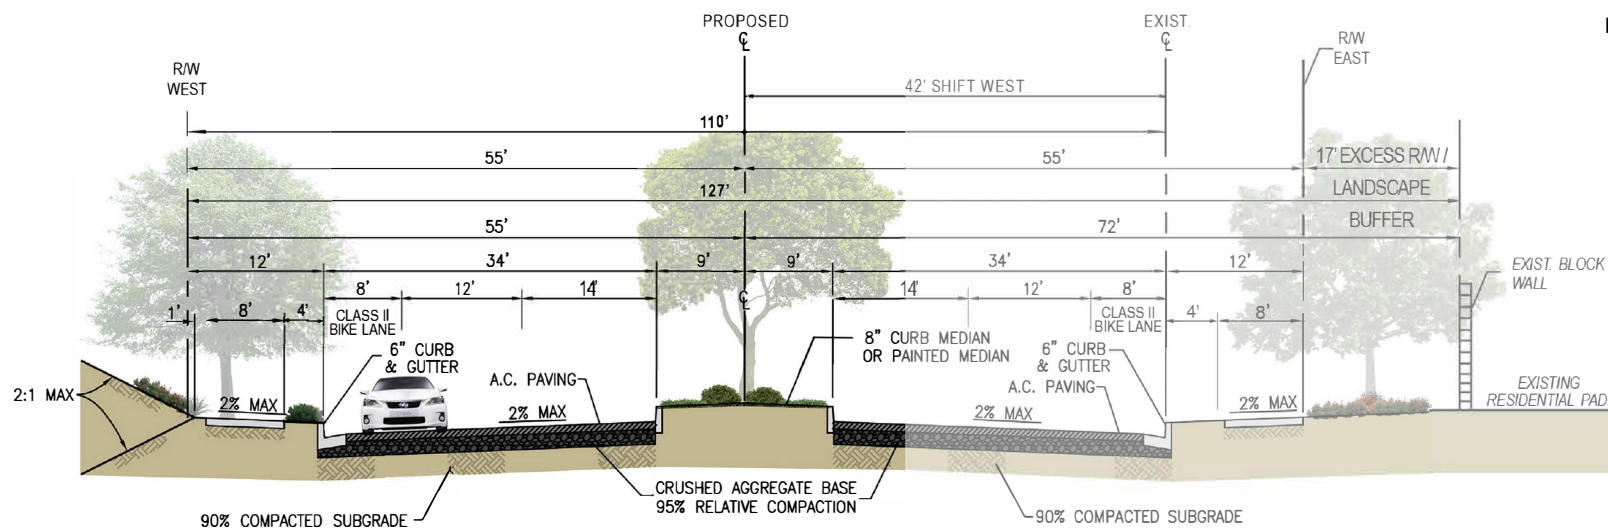 PROPOSED
EXIST.
℄
℄
R/W
EAST
R/W
WEST
42' SHIFT WEST
110'
55'
55'
17' EXCESS R/W /
127'
LANDSCAPE
55'
72'
BUFFER
12'
34'
9'
9'
34'
12'
EXIST. BLOCK
WALL
8'
12'
14'
℄
14'
12'
8'
1'
8'
4'
CLASS II
BIKE LANE
CLASS II
BIKE LANE
4'
8'
6" CURB
& GUTTER
8" CURB MEDIAN
OR PAINTED MEDIAN
6" CURB
& GUTTER
A.C. PAVING
A.C. PAVING
2:1 MAX
2% MAX
2% MAX
2% MAX
2% MAX
EXISTING
RESIDENTIAL PAD
CRUSHED AGGREGATE BASE
95% RELATIVE COMPACTION
90% COMPACTED SUBGRADE
90% COMPACTED SUBGRADE